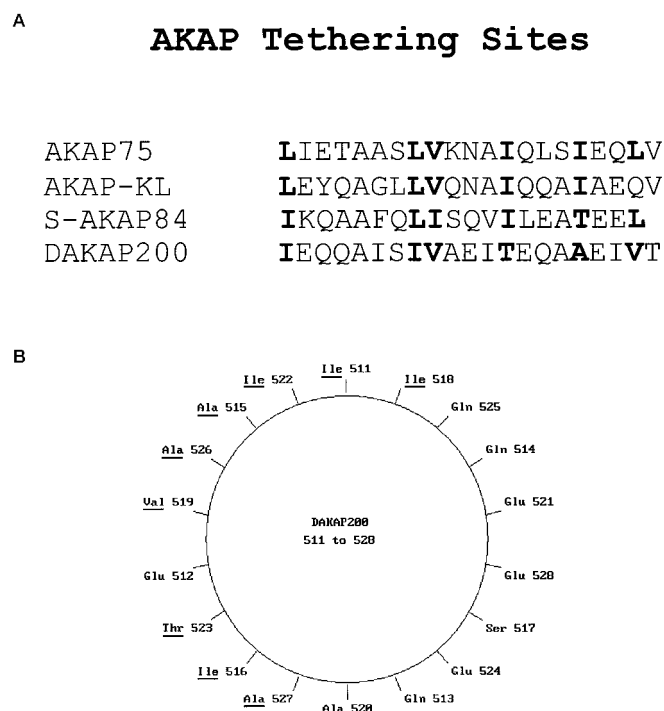 A
AKAP Tethering Sites
AKAP75 LIETAASLVKNAIQLSIEQLV
AKAP-KL LEYQAGLLVQNAIQQAIAEQV
S-AKAP84 IKQAAFQLISQVILEATEEL
DAKAP200 IEQQAISIVAEITEQAAEIVT
B
Ile 511
Ile 522
Ile 518
Ala 515
Gln 525
Ala 526
Gln 514
Val 519
Glu 521
DAKAP200
511 to 528
Glu 512
Glu 528
Thr 523
Ser 517
Ile 516
Glu 524
Ala 527
Gln 513
Ala 520